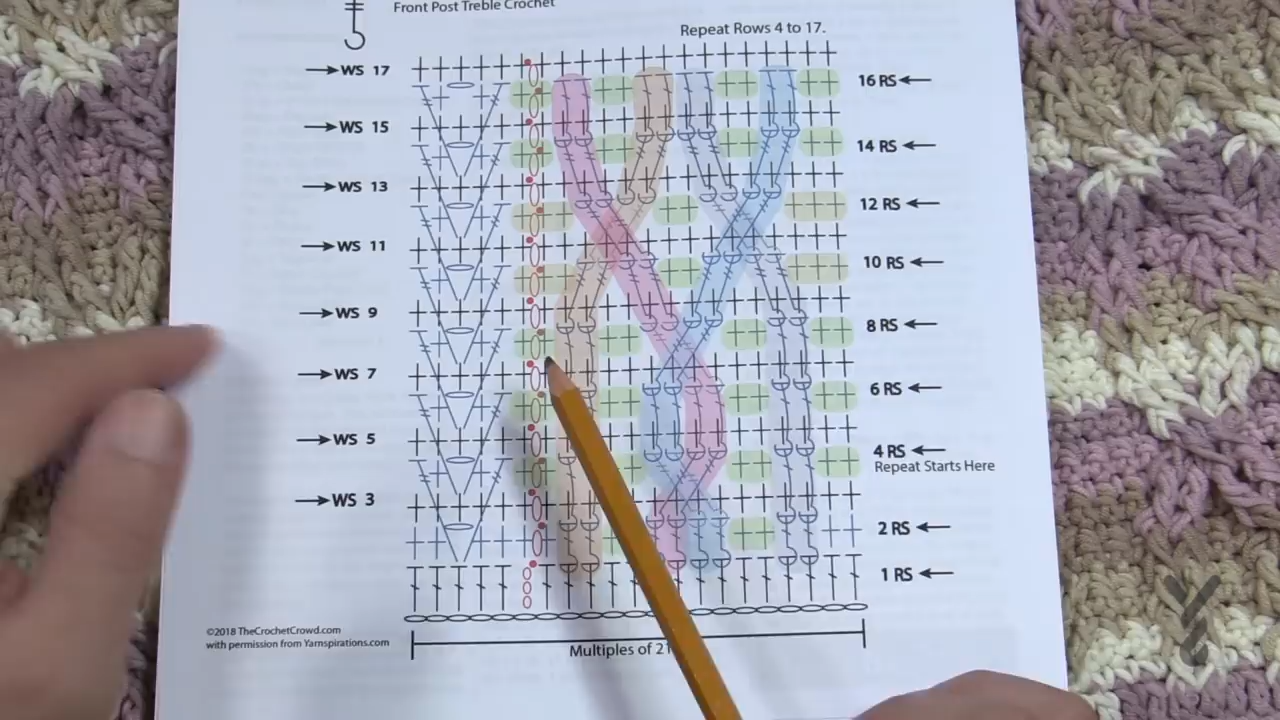 Front Post Treble Crochet
Repeat Rows 4 to 17.
WS 17
16 RS
WS 15
14 RS
WS 13
12 RS
WS 11
10 RS
WS 9
8 RS
WS 7
6 RS
WS 5
4 RS
Repeat Starts Here
WS 3
2 RS
1 RS
©2018 TheCrochetCrowd.com
with permission from Yarnspirations.com
Multiples of 21